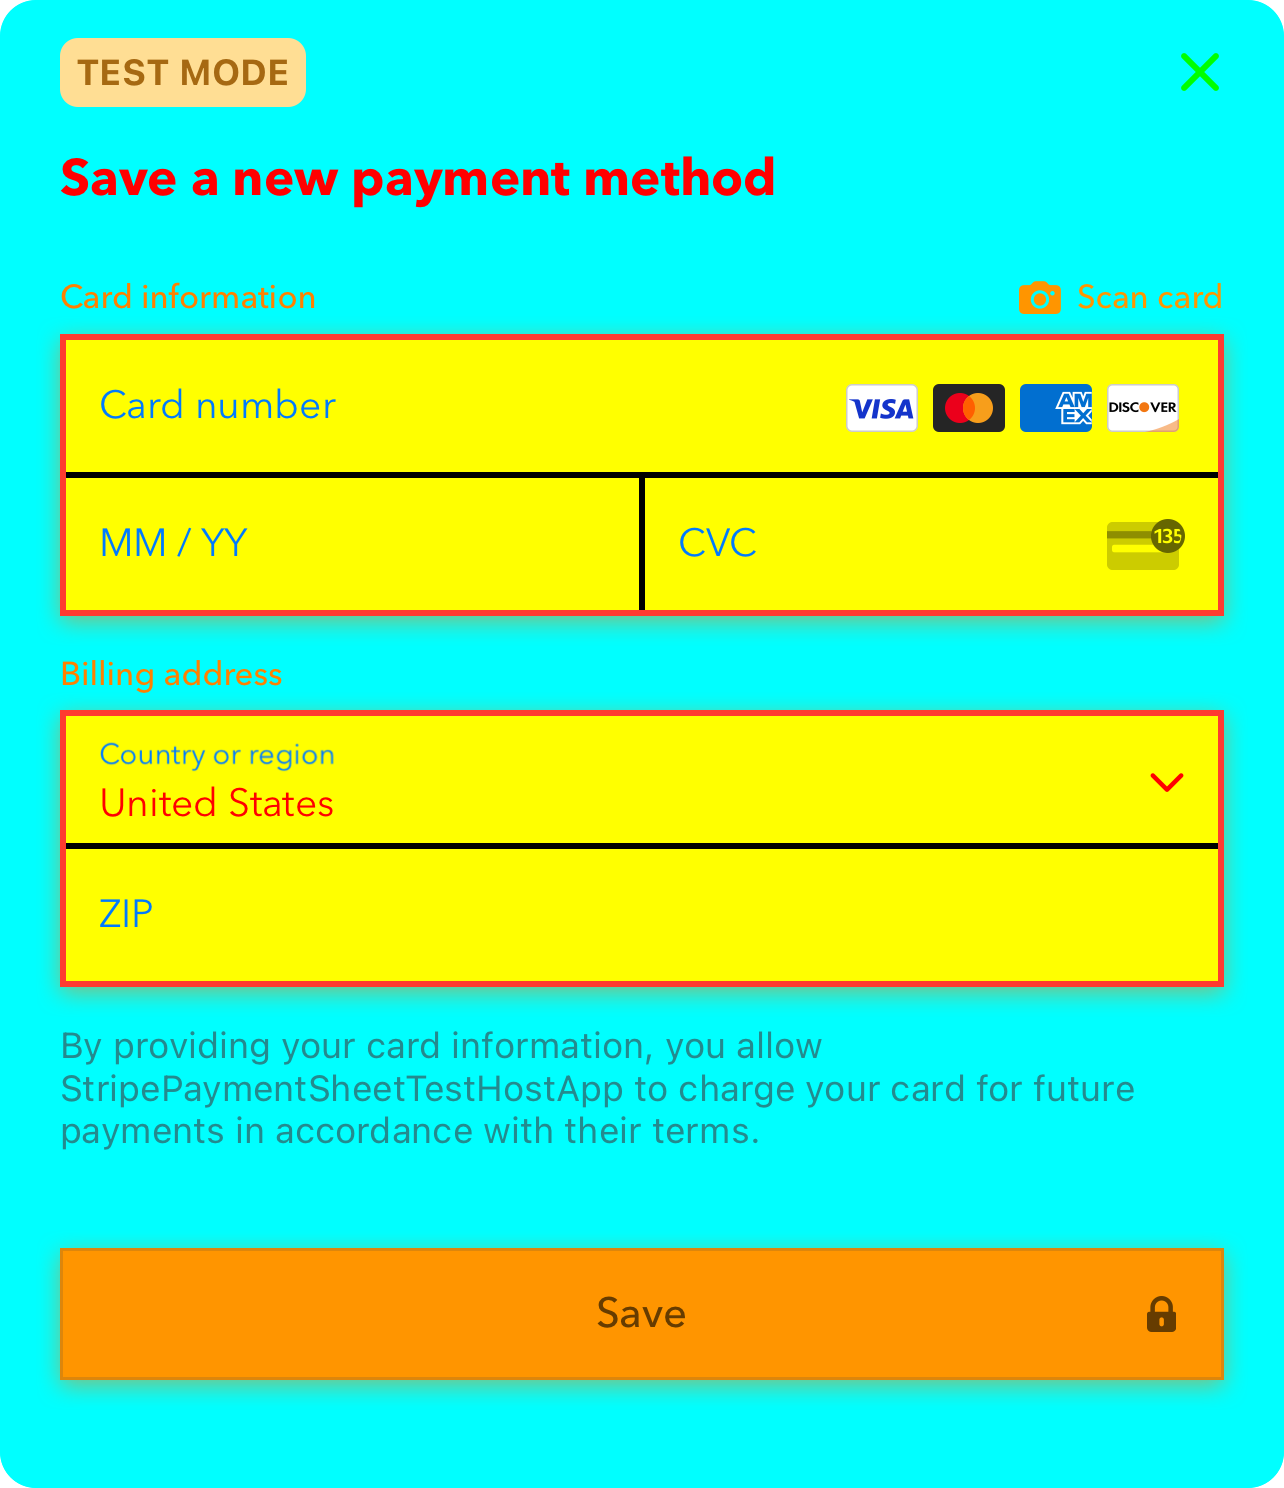 TEST MODE
Save a new payment method
Card information
Scan card
Card number
VISA
AM
EX
DISCOVER
MM / YY
CVC
135
Billing address
Country or region
United States
ZIP
By providing your card information, you allow
StripePaymentSheetTestHostApp to charge your card for future
payments in accordance with their terms.
Save